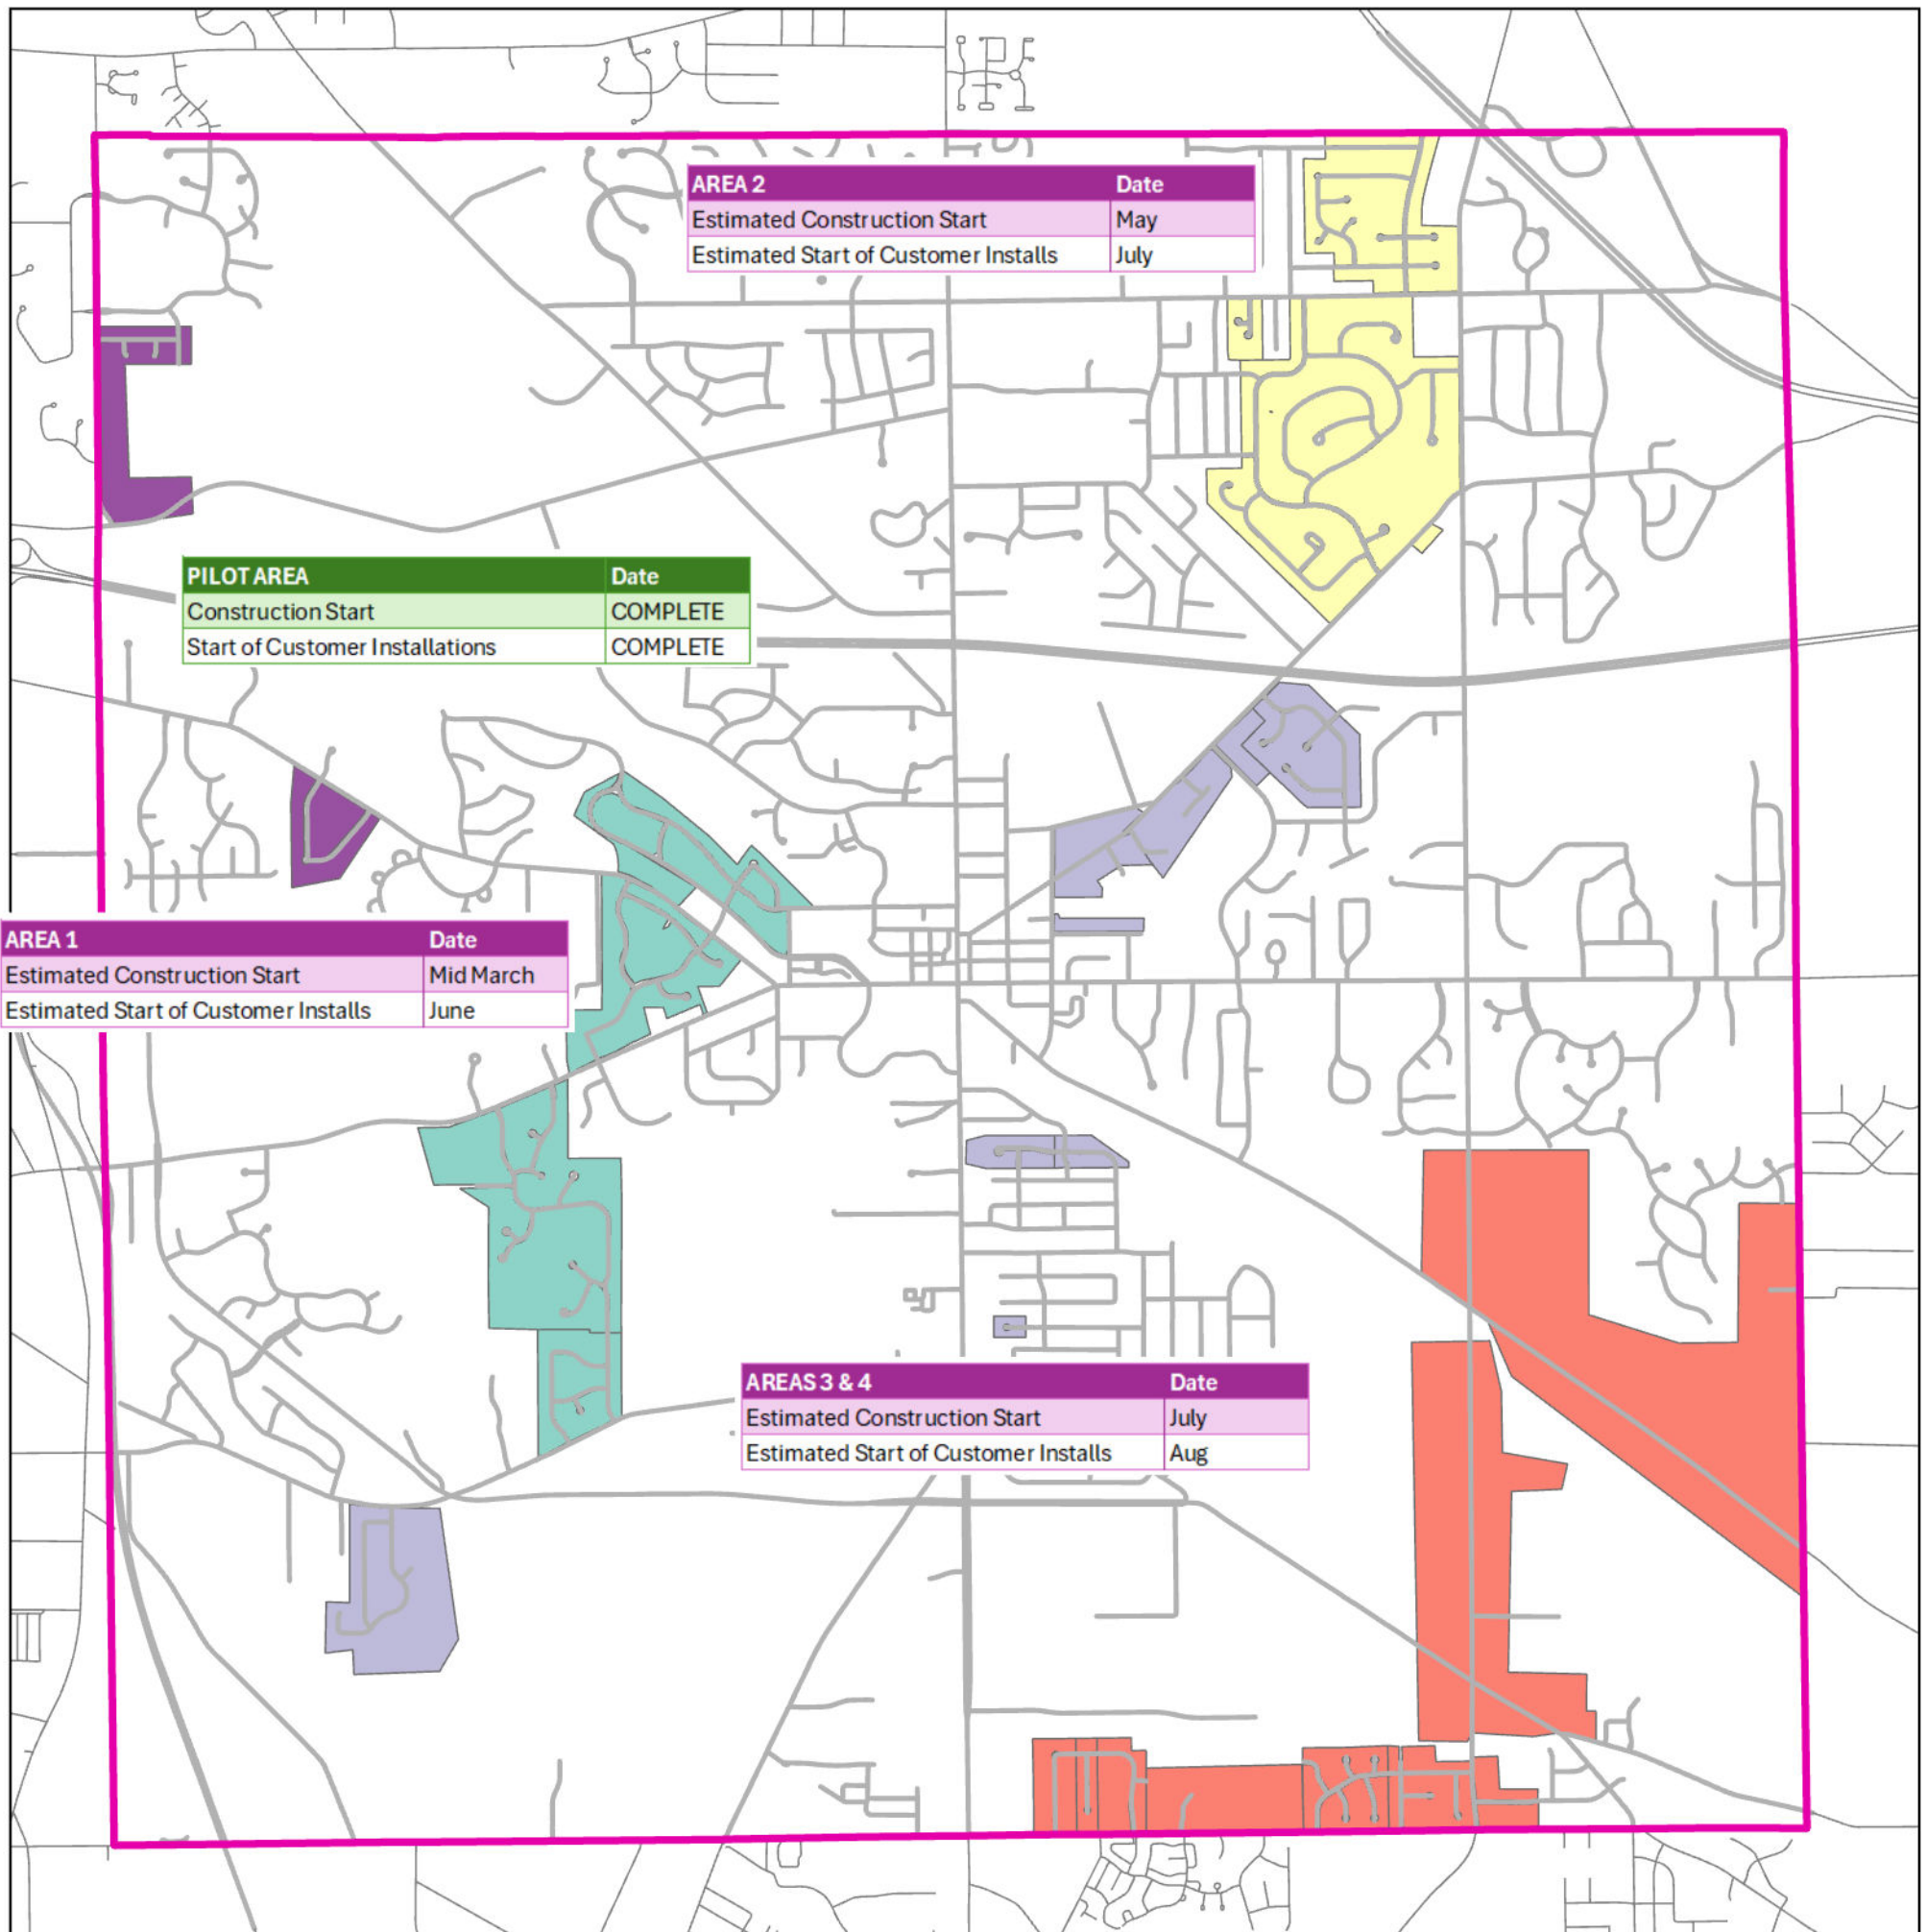 AREA 2 Date
Estimated Construction Start May
Estimated Start of Customer Installs July
PILOT AREA Date
Construction Start COMPLETE
Start of Customer Installations COMPLETE
AREA 1 Date
Estimated Construction Start Mid March
Estimated Start of Customer Installs June
AREAS 3 & 4 Date
Estimated Construction Start July
Estimated Start of Customer Installs Aug